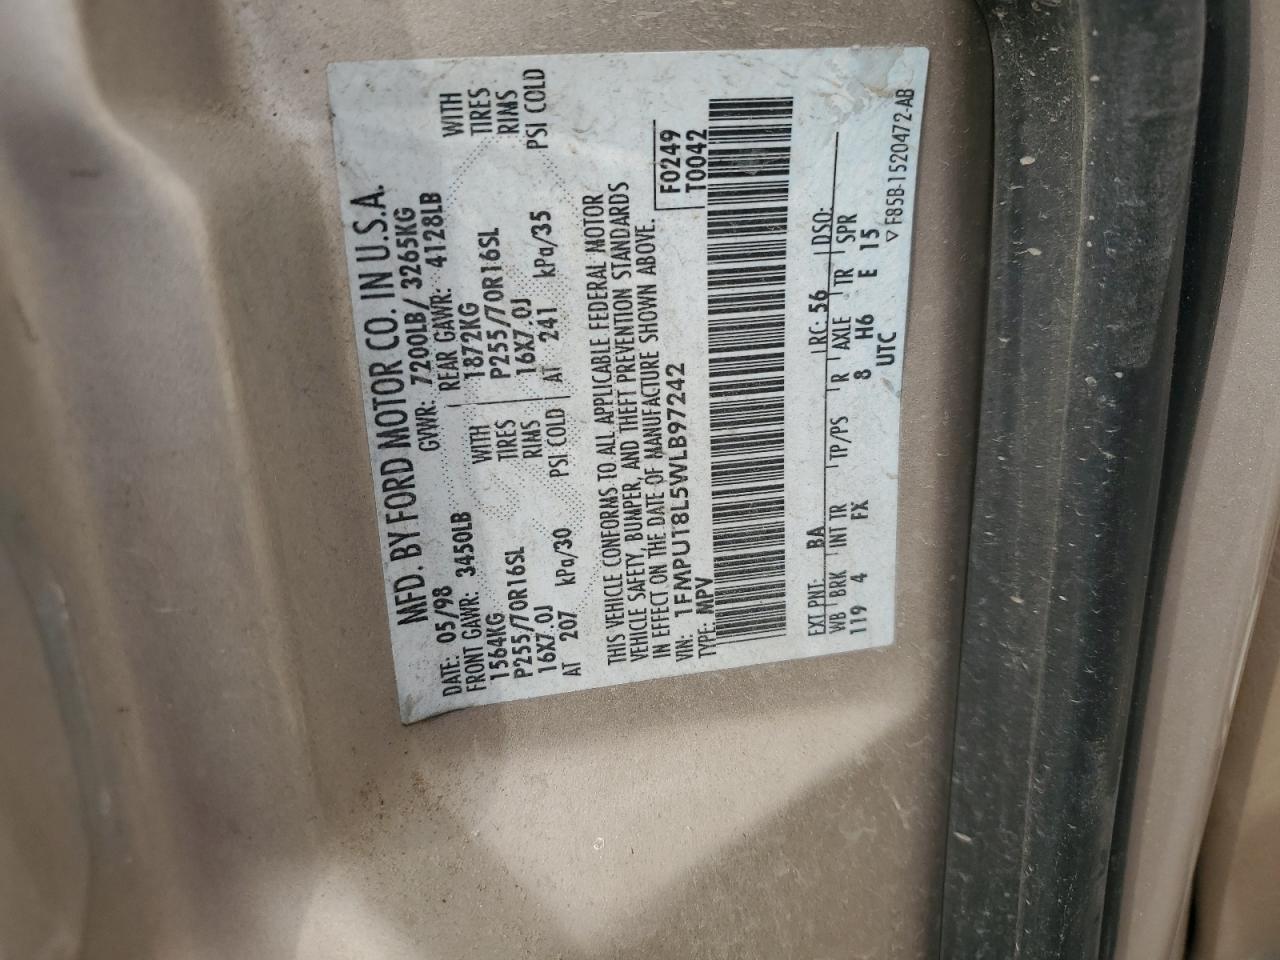 MFD. BY FORD MOTOR CO. IN U.S.A.
DATE: 05/98 GVWR: 7200LB/ 3265KG
FRONT GAWR: 3450LB REAR GAWR: 4128LB
1564KG WITH 1872KG WITH
P255/70R16SL TIRES P255/70R16SL TIRES
16X7.0J RIMS 16X7.0J RIMS
AT 207 kPa/30 PSI COLD AT 241 kPa/35 PSI COLD
THIS VEHICLE CONFORMS TO ALL APPLICABLE FEDERAL MOTOR
VEHICLE SAFETY, BUMPER, AND THEFT PREVENTION STANDARDS
IN EFFECT ON THE DATE OF MANUFACTURE SHOWN ABOVE.
VIN: 1FMPUT8L5WLB97242 F0249
TYPE: MPV T0042
EXT PNT: BA RC: 56 DSO:
WB BRK INT TR TP/PS R AXLE TR SPR
119 4 FX 8 H6 E 15
UTC
▽ F85B-1520472-AB